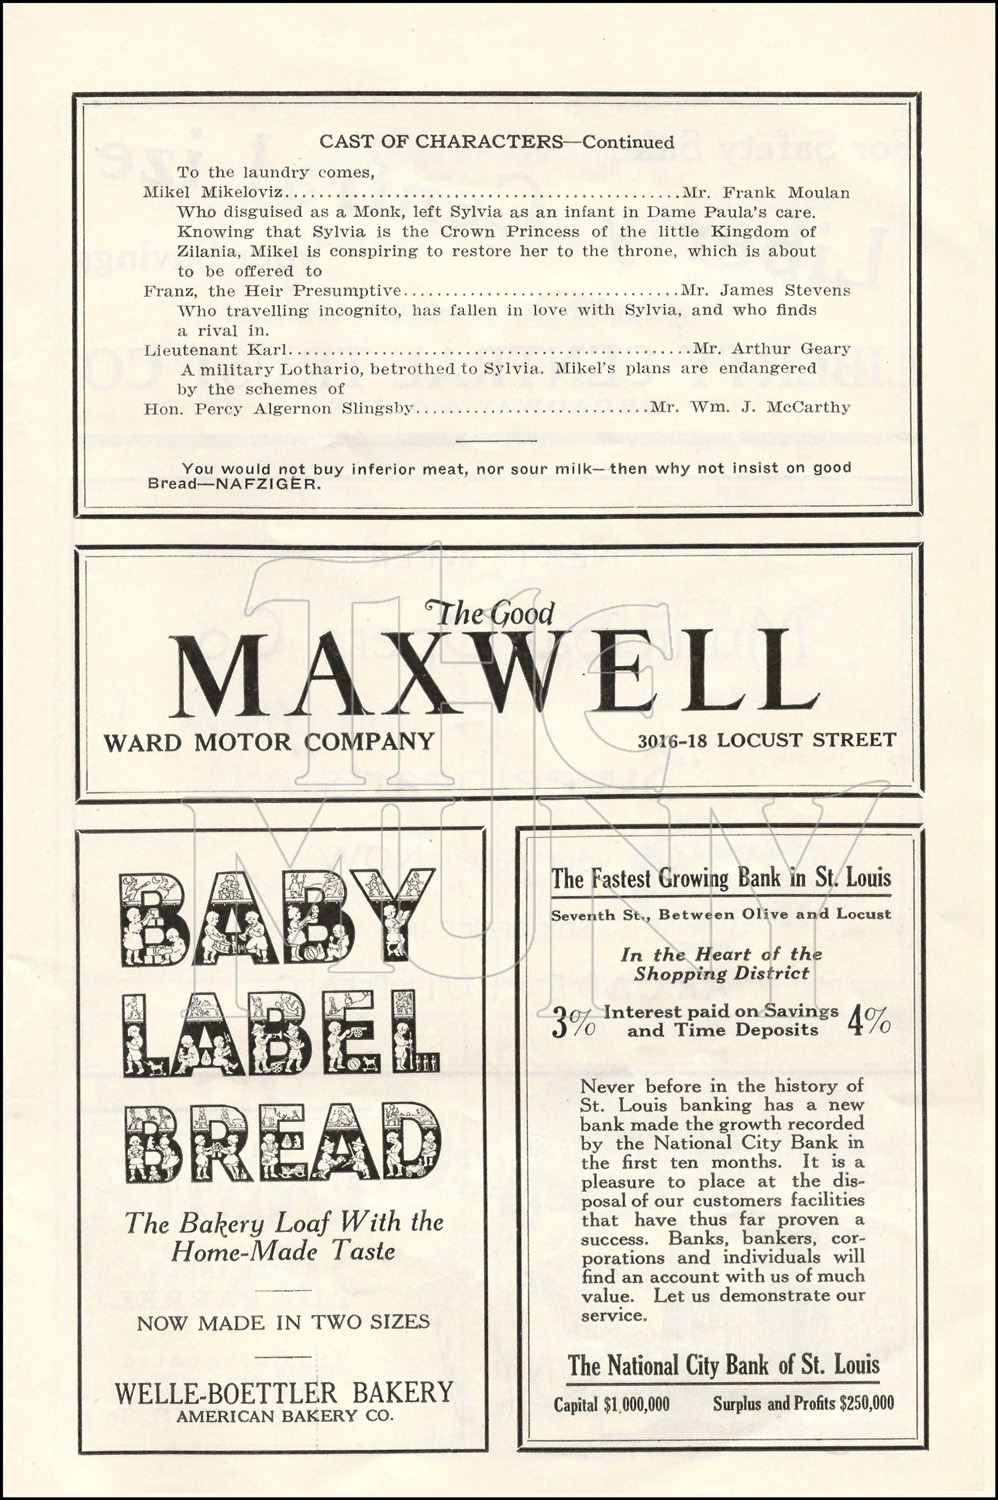 CAST OF CHARACTERS—Continued
To the laundry comes,
Mikel Mikeloviz.............................................Mr. Frank Moulan
Who disguised as a Monk, left Sylvia as an infant in Dame Paula's care.
Knowing that Sylvia is the Crown Princess of the little Kingdom of
Zilania, Mikel is conspiring to restore her to the throne, which is about
to be offered to
Franz, the Heir Presumptive...............................Mr. James Stevens
Who travelling incognito, has fallen in love with Sylvia, and who finds
a rival in.
Lieutenant Karl.............................................Mr. Arthur Geary
A military Lothario, betrothed to Sylvia. Mikel's plans are endangered
by the schemes of
Hon. Percy Algernon Slingsby..........................Mr. Wm. J. McCarthy
You would not buy inferior meat, nor sour milk—then why not insist on good
Bread—NAFZIGER.
The Good
MAXWELL
WARD MOTOR COMPANY 3016-18 LOCUST STREET
THE
MUNY
BABY
LABEL
BREAD
The Bakery Loaf With the
Home-Made Taste
NOW MADE IN TWO SIZES
WELLE-BOETTLER BAKERY
AMERICAN BAKERY CO.
The Fastest Growing Bank in St. Louis
Seventh St., Between Olive and Locust
In the Heart of the
Shopping District
3% Interest paid on Savings 4%
and Time Deposits
Never before in the history of
St. Louis banking has a new
bank made the growth recorded
by the National City Bank in
the first ten months. It is a
pleasure to place at the dis-
posal of our customers facilities
that have thus far proven a
success. Banks, bankers, cor-
porations and individuals will
find an account with us of much
value. Let us demonstrate our
service.
The National City Bank of St. Louis
Capital $1,000,000 Surplus and Profits $250,000